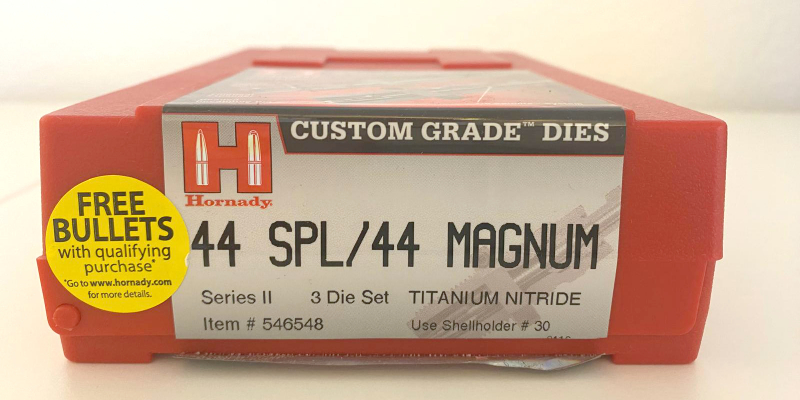 CUSTOM GRADE™ DIES
H
Hornady
44 SPL/44 MAGNUM
Series II 3 Die Set TITANIUM NITRIDE
Item # 546548 Use Shellholder # 30
FREE
BULLETS
with qualifying
purchase*
*Go to www.hornady.com
for more details.